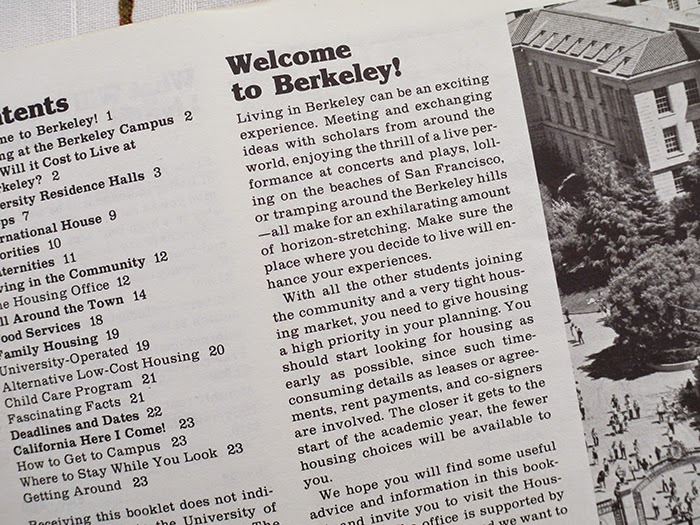 tents
me to Berkeley! 1
ng at the Berkeley Campus 2
Will it Cost to Live at
rkeley? 2
ersity Residence Halls 3
ps 7
rnational House 9
orities 10
aternities 11
ving in the Community 12
he Housing Office 12
ll Around the Town 14
Food Services 18
Family Housing 19
University-Operated 19
Alternative Low-Cost Housing 20
Child Care Program 21
Fascinating Facts 21
Deadlines and Dates 22
California Here I Come! 23
How to Get to Campus 23
Where to Stay While You Look 23
Getting Around 23
Receiving this booklet does not indi-
the University of
The
Welcome
to Berkeley!
Living in Berkeley can be an exciting
experience. Meeting and exchanging
ideas with scholars from around the
world, enjoying the thrill of a live per-
formance at concerts and plays, loll-
ing on the beaches of San Francisco,
or tramping around the Berkeley hills
—all make for an exhilarating amount
of horizon-stretching. Make sure the
place where you decide to live will en-
hance your experiences.
With all the other students joining
the community and a very tight hous-
ing market, you need to give housing
a high priority in your planning. You
should start looking for housing as
early as possible, since such time-
consuming details as leases or agree-
ments, rent payments, and co-signers
are involved. The closer it gets to the
start of the academic year, the fewer
housing choices will be available to
you.
We hope you will find some useful
advice and information in this book-
and invite you to visit the Hous-
office is supported by
d we want to